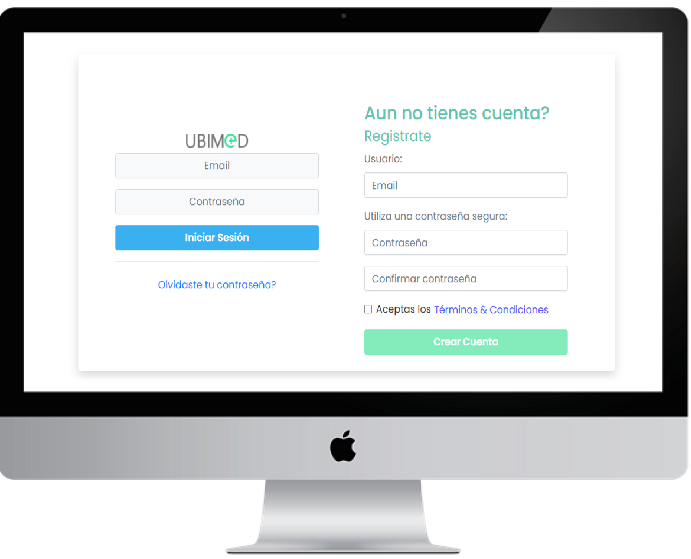 UBIM@D
Email
Contraseña
Iniciar Sesión
Olvidaste tu contraseña?
Aun no tienes cuenta?
Registrate
Usuario:
Email
Utiliza una contraseña segura:
Contraseña
Confirmar contraseña
Aceptas los Términos & Condiciones
Crear Cuenta